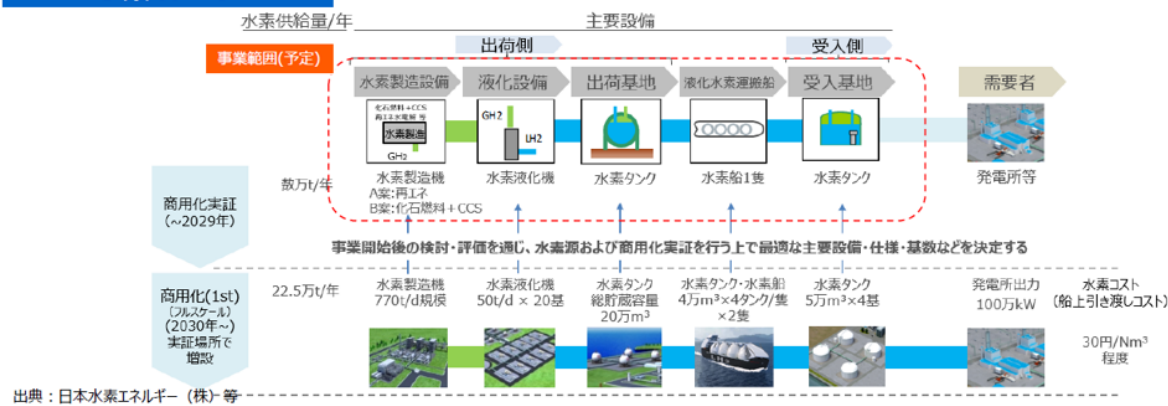 水素供給量/年
主要設備
出荷側
受入側
事業範囲(予定)
水素製造設備
液化設備
出荷基地
液化水素運搬船
受入基地
需要者
化石燃料+CCS
再エネ水電解 等
水素製造
GH2
GH2
LH2
数万t/年
水素製造機
A案:再エネ
B案:化石燃料+CCS
水素液化機
水素タンク
水素船1隻
水素タンク
発電所等
商用化実証
(~2029年)
事業開始後の検討・評価を通じ、水素源および商用化実証を行う上で最適な主要設備・仕様・基数などを決定する
商用化(1st)
(フルスケール)
(2030年~)
実証場所で
増設
22.5万t/年
水素製造機
770t/d規模
水素液化機
50t/d × 20基
水素タンク
総貯蔵容量
20万m³
水素タンク・水素船
4万m³×4タンク/隻
×2隻
水素タンク
5万m³×4基
発電所出力
100万kW
水素コスト
(船上引き渡しコスト)
30円/Nm³
程度
出典：日本水素エネルギー（株）等